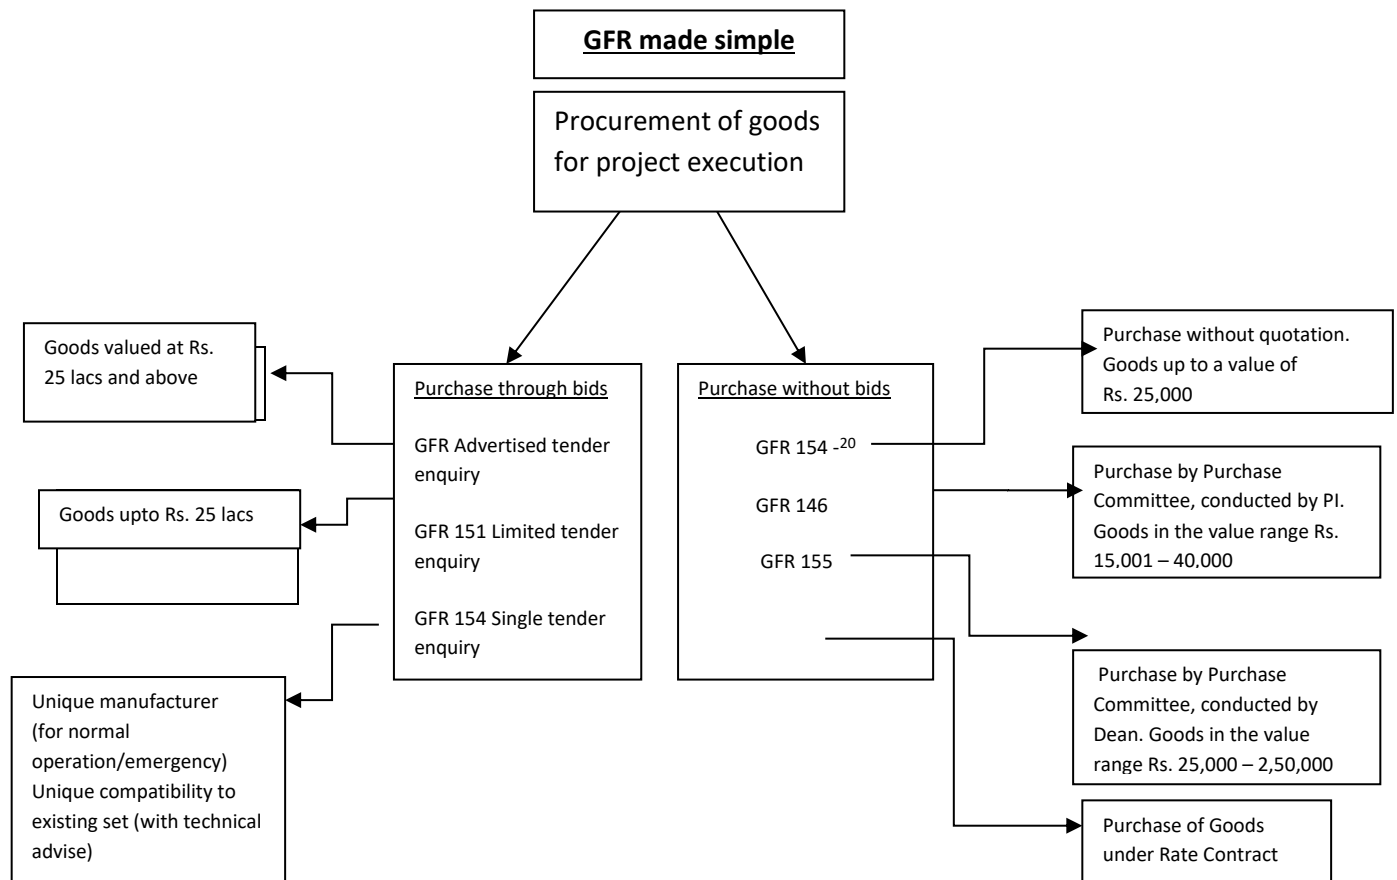 GFR made simple
Procurement of goods
for project execution
Goods valued at Rs.
25 lacs and above
Goods upto Rs. 25 lacs
Unique manufacturer
(for normal
operation/emergency)
Unique compatibility to
existing set (with technical
advise)
Purchase through bids
GFR Advertised tender
enquiry
GFR 151 Limited tender
enquiry
GFR 154 Single tender
enquiry
Purchase without bids
GFR 154 -20
GFR 146
GFR 155
Purchase without quotation.
Goods up to a value of
Rs. 25,000
Purchase by Purchase
Committee, conducted by PI.
Goods in the value range Rs.
15,001 – 40,000
Purchase by Purchase
Committee, conducted by
Dean. Goods in the value
range Rs. 25,000 – 2,50,000
Purchase of Goods
under Rate Contract